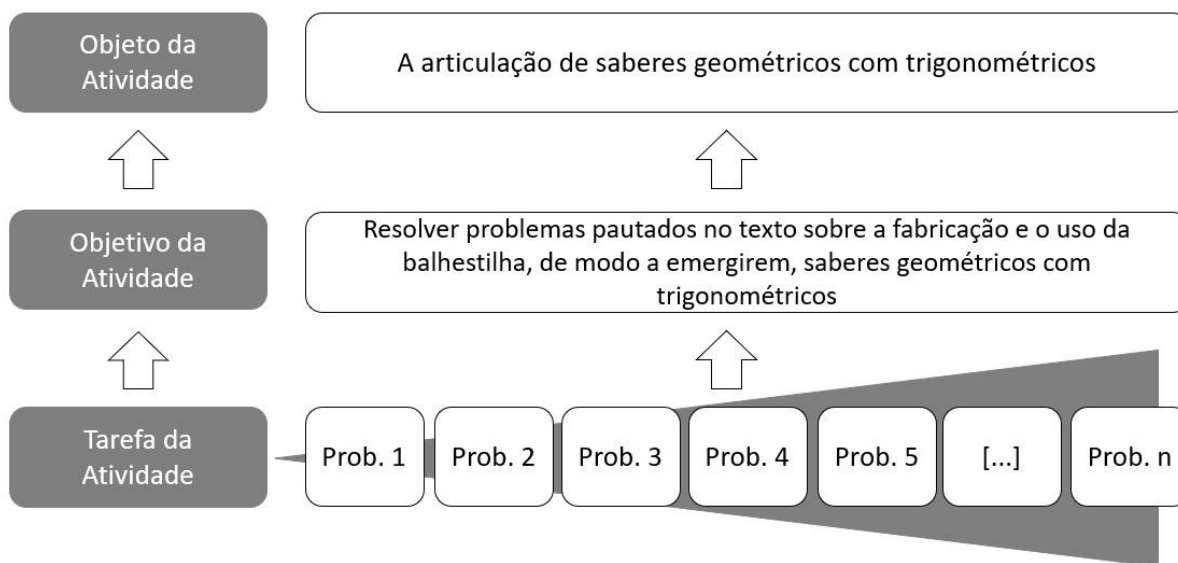 Objeto da
Atividade
A articulação de saberes geométricos com trigonométricos
Objetivo da
Atividade
Resolver problemas pautados no texto sobre a fabricação e o uso da
balhestilha, de modo a emergirem, saberes geométricos com
trigonométricos
Tarefa da
Atividade
Prob. 1
Prob. 2
Prob. 3
Prob. 4
Prob. 5
[...]
Prob. n